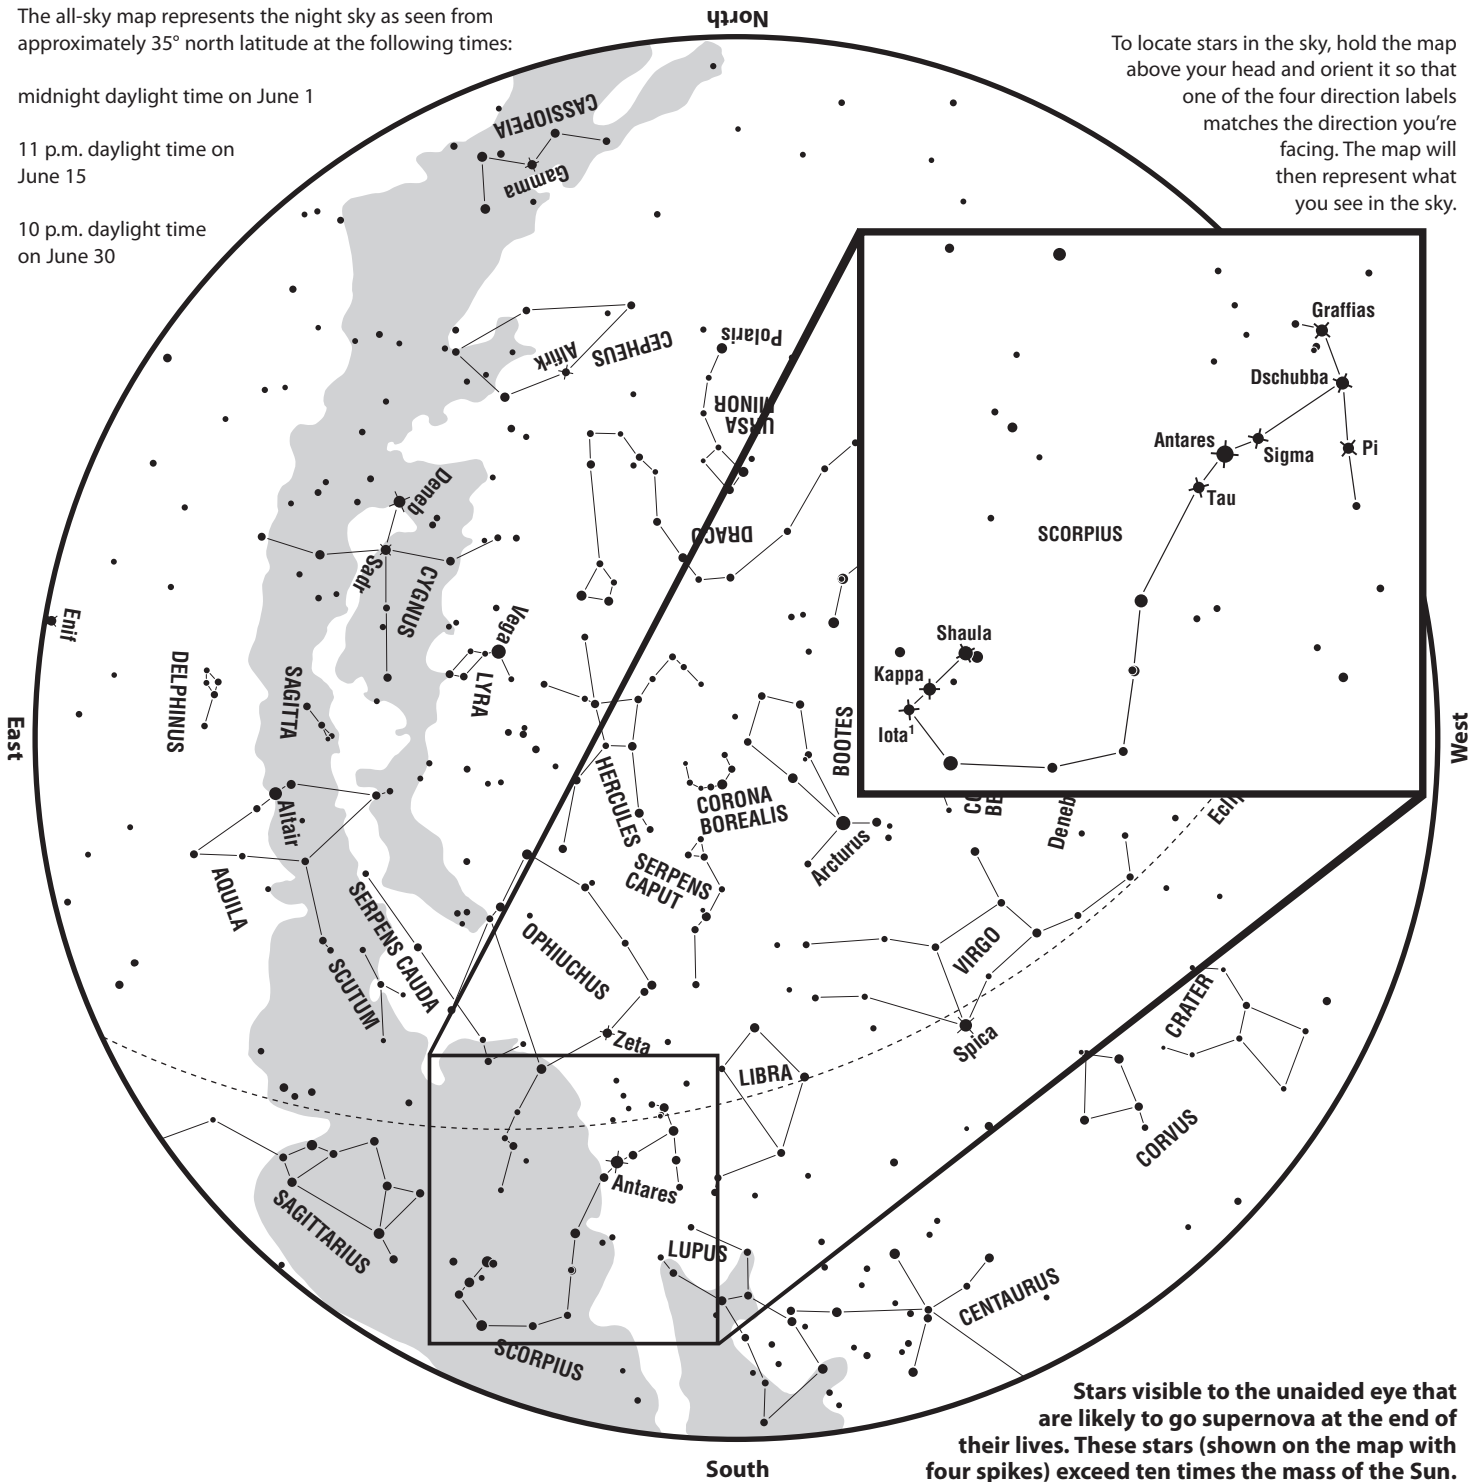 The all-sky map represents the night sky as seen from
approximately 35° north latitude at the following times:
midnight daylight time on June 1
11 p.m. daylight time on
June 15
10 p.m. daylight time
on June 30
North
To locate stars in the sky, hold the map
above your head and orient it so that
one of the four direction labels
matches the direction you're
facing. The map will
then represent what
you see in the sky.
CASSIOPEIA
Gamma
CEPHEUS
Alfirk
Polaris
URSA
MINOR
DRACO
Deneb
Sadr
CYGNUS
Vega
LYRA
Enif
DELPHINUS
SAGITTA
East
Graffias
Dschubba
Antares
Sigma
Pi
Tau
SCORPIUS
Shaula
Kappa
Iota¹
West
HERCULES
CORONA
BOREALIS
BOOTES
Arcturus
SERPENS
CAPUT
Altair
AQUILA
SERPENS CAUDA
SCUTUM
OPHIUCHUS
Zeta
VIRGO
Spica
LIBRA
CO
BE
Deneb
Eclip
CRATER
CORVUS
SAGITTARIUS
Antares
SCORPIUS
LUPUS
CENTAURUS
South
Stars visible to the unaided eye that
are likely to go supernova at the end of
their lives. These stars (shown on the map with
four spikes) exceed ten times the mass of the Sun.